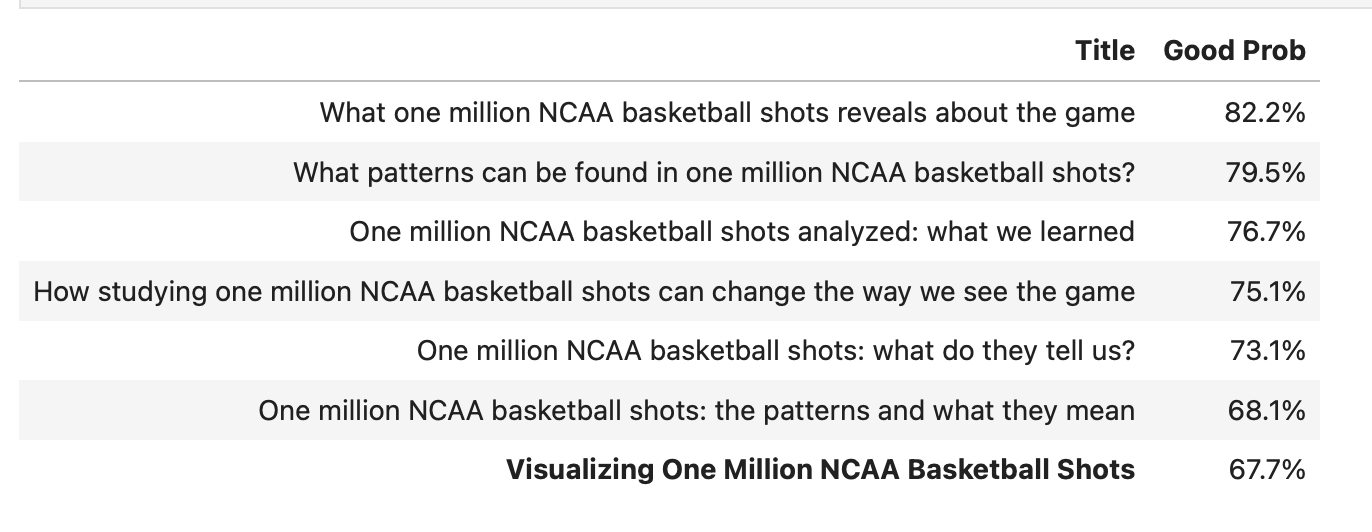 Title Good Prob
What one million NCAA basketball shots reveals about the game 82.2%
What patterns can be found in one million NCAA basketball shots? 79.5%
One million NCAA basketball shots analyzed: what we learned 76.7%
How studying one million NCAA basketball shots can change the way we see the game 75.1%
One million NCAA basketball shots: what do they tell us? 73.1%
One million NCAA basketball shots: the patterns and what they mean 68.1%
Visualizing One Million NCAA Basketball Shots 67.7%